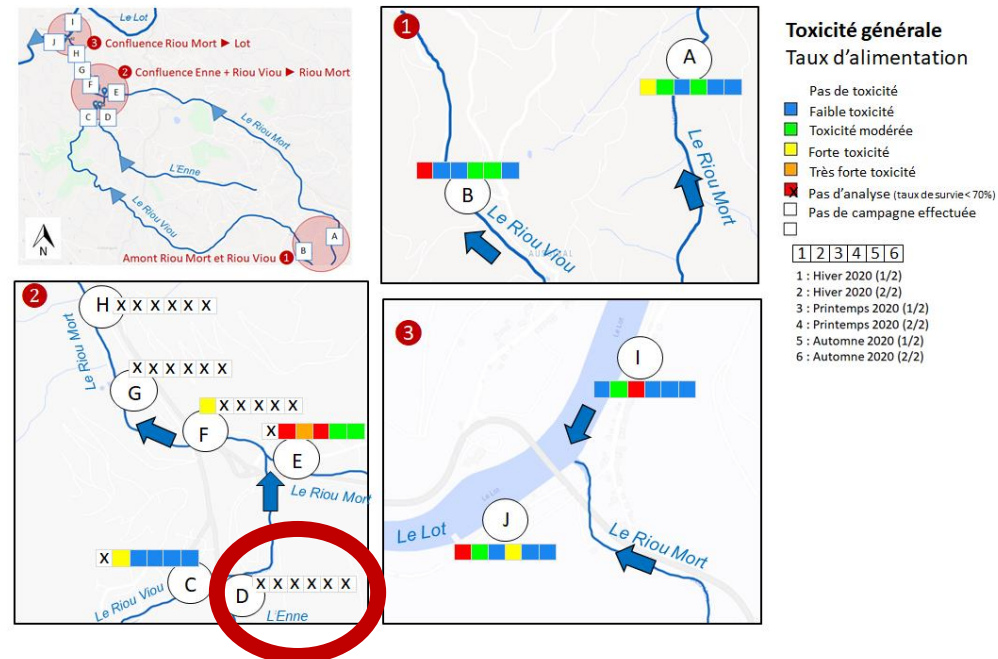 I
Le Lot
J
3 Confluence Riou Mort ► Lot
H
G
2 Confluence Enne + Riou Viou ► Riou Mort
F
E
C
D
Le Riou Mort
L'Enne
Le Riou Viou
N
A
B
Amont Riou Mort et Riou Viou 1
1
A
Le Riou Mort
B
Le Riou Viou
Toxicité générale
Taux d'alimentation
Pas de toxicité
Faible toxicité
Toxicité modérée
Forte toxicité
Très forte toxicité
X Pas d'analyse (taux de survie < 70%)
Pas de campagne effectuée
1 2 3 4 5 6
1 : Hiver 2020 (1/2)
2 : Hiver 2020 (2/2)
3 : Printemps 2020 (1/2)
4 : Printemps 2020 (2/2)
5 : Automne 2020 (1/2)
6 : Automne 2020 (2/2)
2
H X X X X X X
Le Riou Mort
X X X X X X
G
X X X X X
F
X
E
Le Riou Mort
X
C
Le Riou Viou
X X X X X X
D
L'Enne
3
Le Lot
I
Le Lot
J
Le Lot
Le Riou Mort